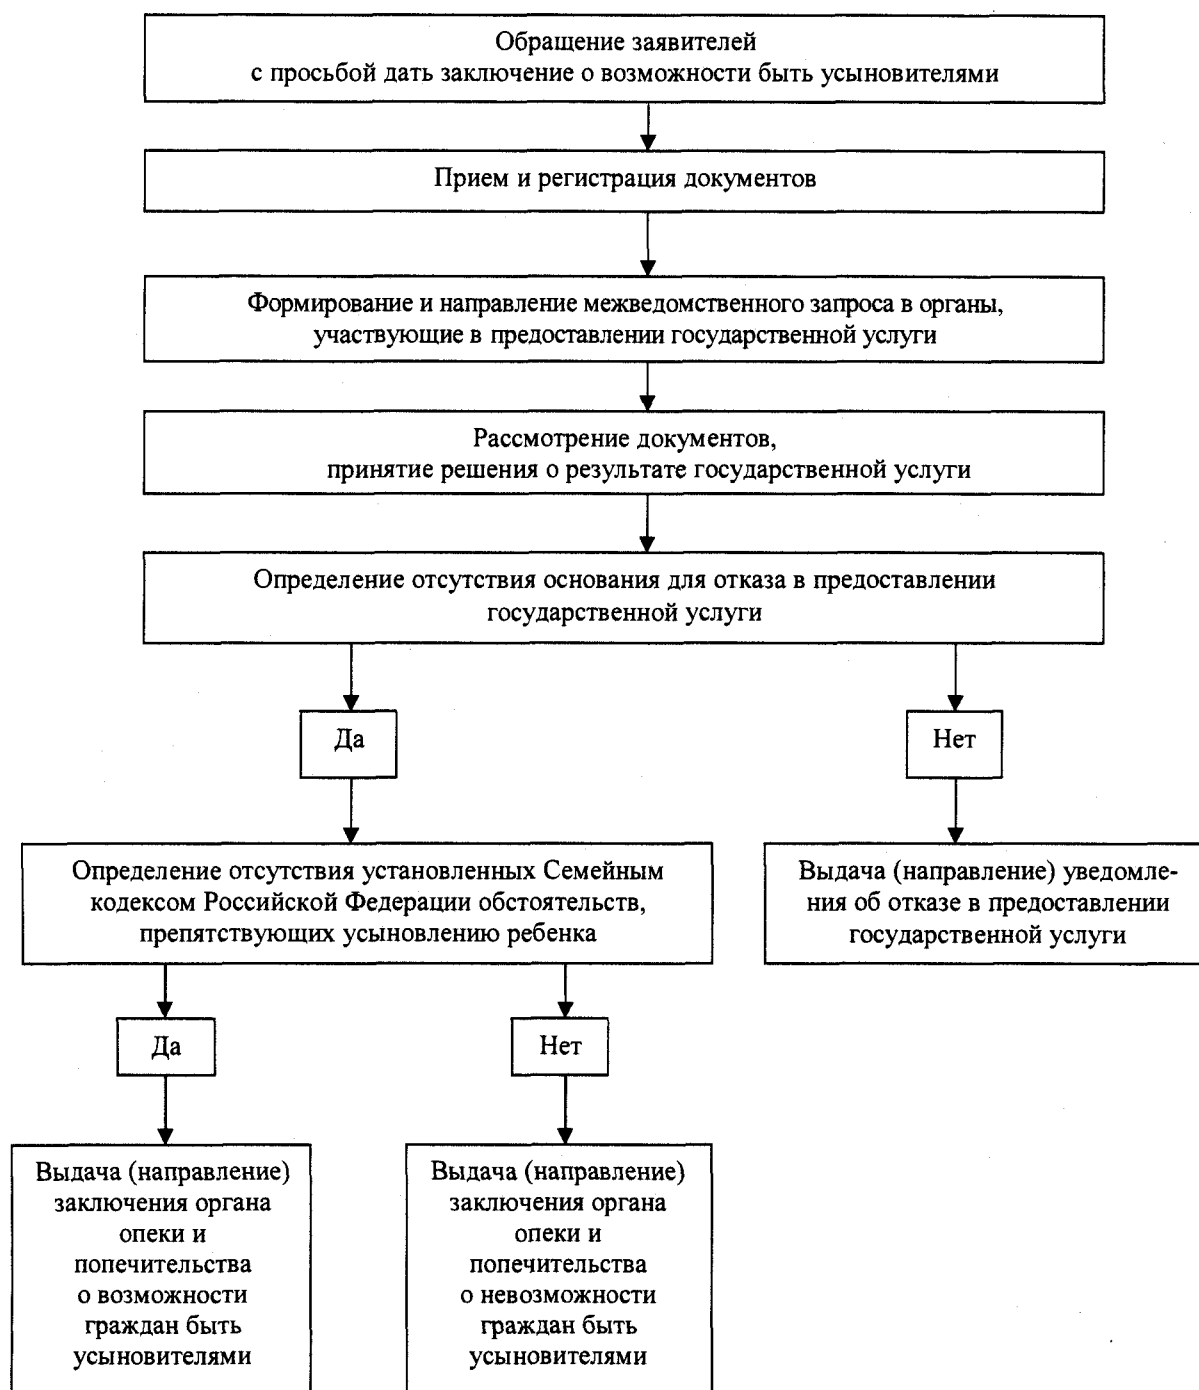 Обращение заявителей
с просьбой дать заключение о возможности быть усыновителями
Прием и регистрация документов
Формирование и направление межведомственного запроса в органы,
участвующие в предоставлении государственной услуги
Рассмотрение документов,
принятие решения о результате государственной услуги
Определение отсутствия основания для отказа в предоставлении
государственной услуги
Да
Нет
Определение отсутствия установленных Семейным
кодексом Российской Федерации обстоятельств,
препятствующих усыновлению ребенка
Выдача (направление) уведомле-
ния об отказе в предоставлении
государственной услуги
Да
Нет
Выдача (направление)
заключения органа
опеки и
попечительства
о возможности
граждан быть
усыновителями
Выдача (направление)
заключения органа
опеки и
попечительства
о невозможности
граждан быть
усыновителями